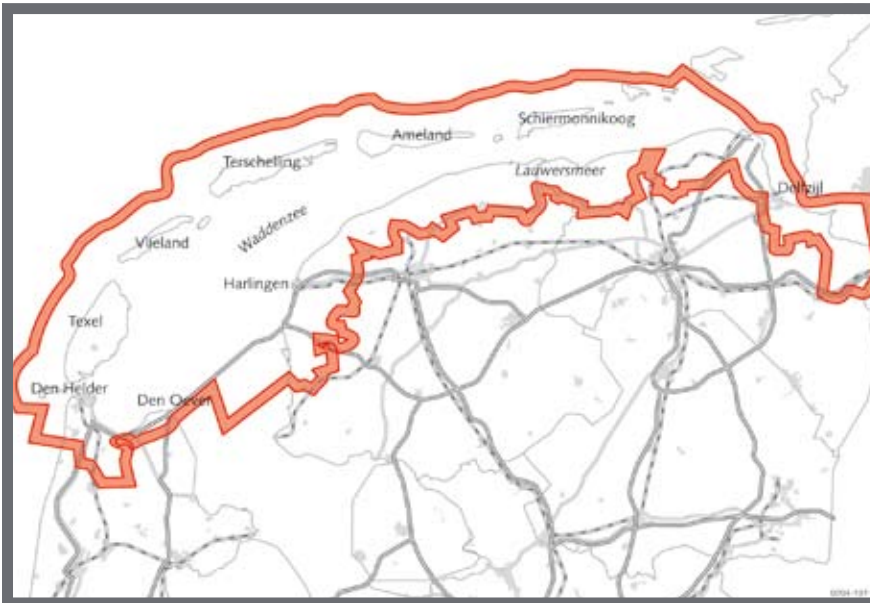 Schiermonnikoog
Ameland
Terschelling
Lauwersmeer
Delfzijl
Waddenzee
Vlieland
Harlingen
Texel
Den Helder
Den Oever